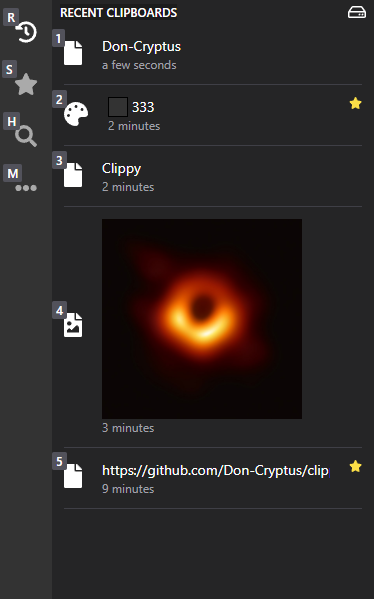 R
RECENT CLIPBOARDS
1
Don-Cryptus
a few seconds
S
2
333
2 minutes
H
3
Clippy
2 minutes
M
4
3 minutes
5
https://github.com/Don-Cryptus/clip
9 minutes